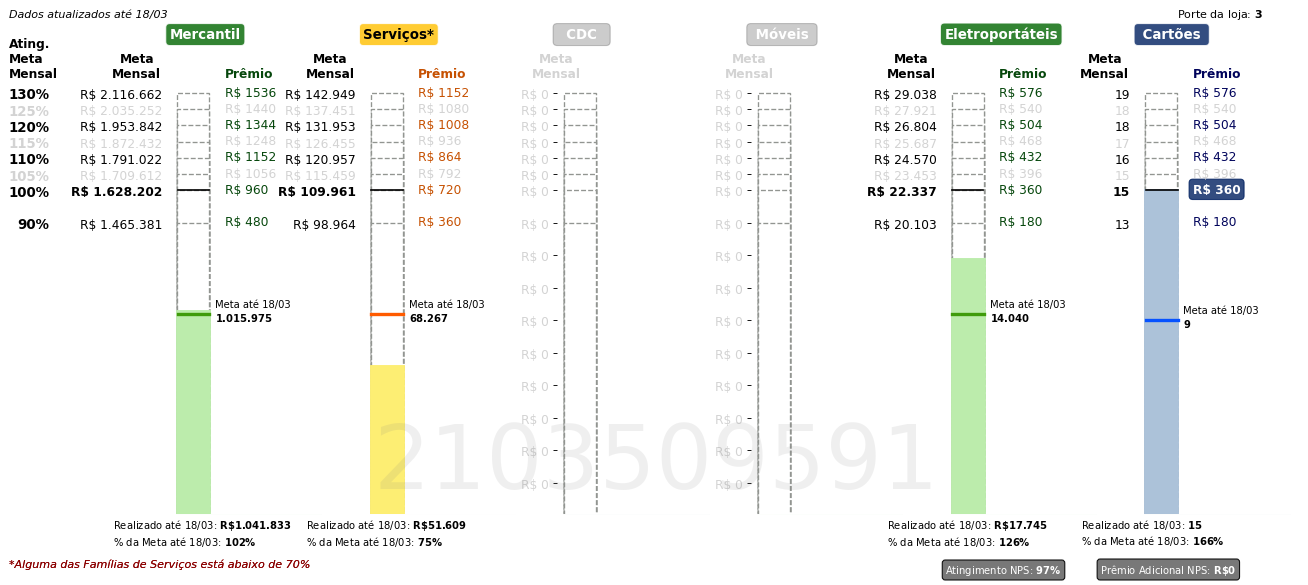 Dados atualizados até 18/03
Porte da loja: 3
Mercantil Serviços* CDC Móveis Eletroportáteis Cartões
Ating.
Meta
Mensal
Meta
Mensal Prêmio
Meta
Mensal Prêmio
Meta
Mensal
Meta
Mensal
Meta
Mensal Prêmio
Meta
Mensal Prêmio
130% R$ 2.116.662 R$ 1536 R$ 142.949 R$ 1152 R$ 0 R$ 0 R$ 29.038 R$ 576 19 R$ 576
125% R$ 2.035.252 R$ 1440 R$ 137.451 R$ 1080 R$ 0 R$ 0 R$ 27.921 R$ 540 18 R$ 540
120% R$ 1.953.842 R$ 1344 R$ 131.953 R$ 1008 R$ 0 R$ 0 R$ 26.804 R$ 504 18 R$ 504
115% R$ 1.872.432 R$ 1248 R$ 126.455 R$ 936 R$ 0 R$ 0 R$ 25.687 R$ 468 17 R$ 468
110% R$ 1.791.022 R$ 1152 R$ 120.957 R$ 864 R$ 0 R$ 0 R$ 24.570 R$ 432 16 R$ 432
105% R$ 1.709.612 R$ 1056 R$ 115.459 R$ 792 R$ 0 R$ 0 R$ 23.453 R$ 396 15 R$ 396
100% R$ 1.628.202 R$ 960 R$ 109.961 R$ 720 R$ 0 R$ 0 R$ 22.337 R$ 360 15 R$ 360
90% R$ 1.465.381 R$ 480 R$ 98.964 R$ 360 R$ 0 R$ 0 R$ 20.103 R$ 180 13 R$ 180
R$ 0 R$ 0
R$ 0 R$ 0
Meta até 18/03
1.015.975
Meta até 18/03
68.267
Meta até 18/03
14.040
Meta até 18/03
9
R$ 0 R$ 0
R$ 0 R$ 0
R$ 0 R$ 0
R$ 0 R$ 0
R$ 0 R$ 0
R$ 0 R$ 0
2103509591
Realizado até 18/03: R$1.041.833
% da Meta até 18/03: 102%
Realizado até 18/03: R$51.609
% da Meta até 18/03: 75%
Realizado até 18/03: R$17.745
% da Meta até 18/03: 126%
Realizado até 18/03: 15
% da Meta até 18/03: 166%
*Alguma das Famílias de Serviços está abaixo de 70%
Atingimento NPS: 97%
Prêmio Adicional NPS: R$0